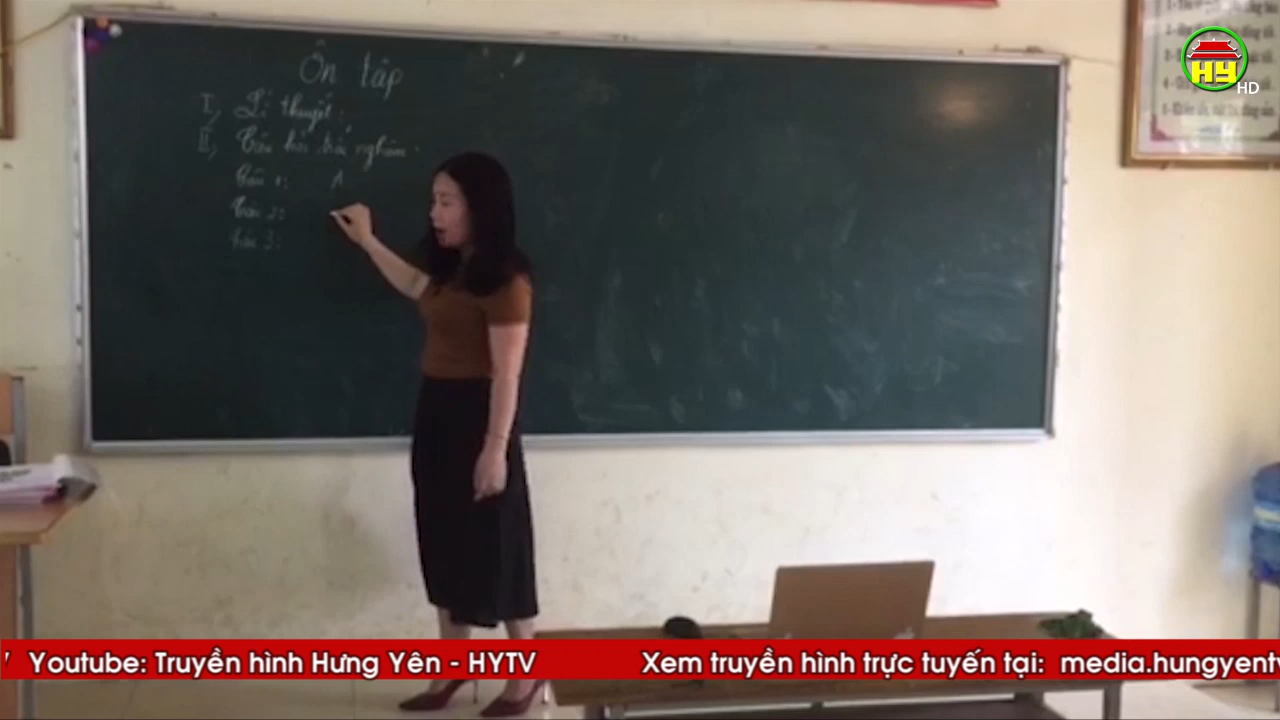 Ôn tập
I, Lí thuyết:
II, Câu hỏi trắc nghiệm
Câu 1: A
Câu 2:
Câu 3:
HY
HD
Youtube: Truyền hình Hưng Yên - HYTV
Xem truyền hình trực tuyến tại: media.hungyentv